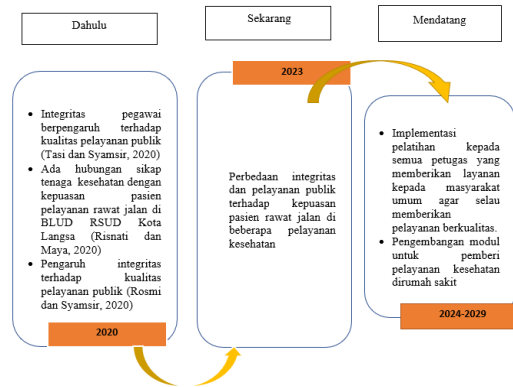 Dahulu
Integritas pegawai
berpengaruh terhadap
kualitas pelayanan publik
(Tasi dan Syamsir, 2020)
Ada hubungan sikap
tenaga kesehatan dengan
kepuasan pasien
pelayanan rawat jalan di
BLUD RSUD Kota
Langsa (Risnati dan
Maya, 2020)
Pengaruh integritas
terhadap kualitas
pelayanan publik (Rosmi
dan Syamsir, 2020)
2020
Sekarang
2023
Perbedaan integritas
dan pelayanan publik
terhadap kepuasan
pasien rawat jalan di
beberapa pelayanan
kesehatan
Mendatang
Implementasi
pelatihan kepada
semua petugas yang
memberikan layanan
kepada masyarakat
umum agar selau
memberikan
pelayanan berkualitas.
Pengembangan modul
untuk pemberi
pelayanan kesehatan
dirumah sakit
2024-2029